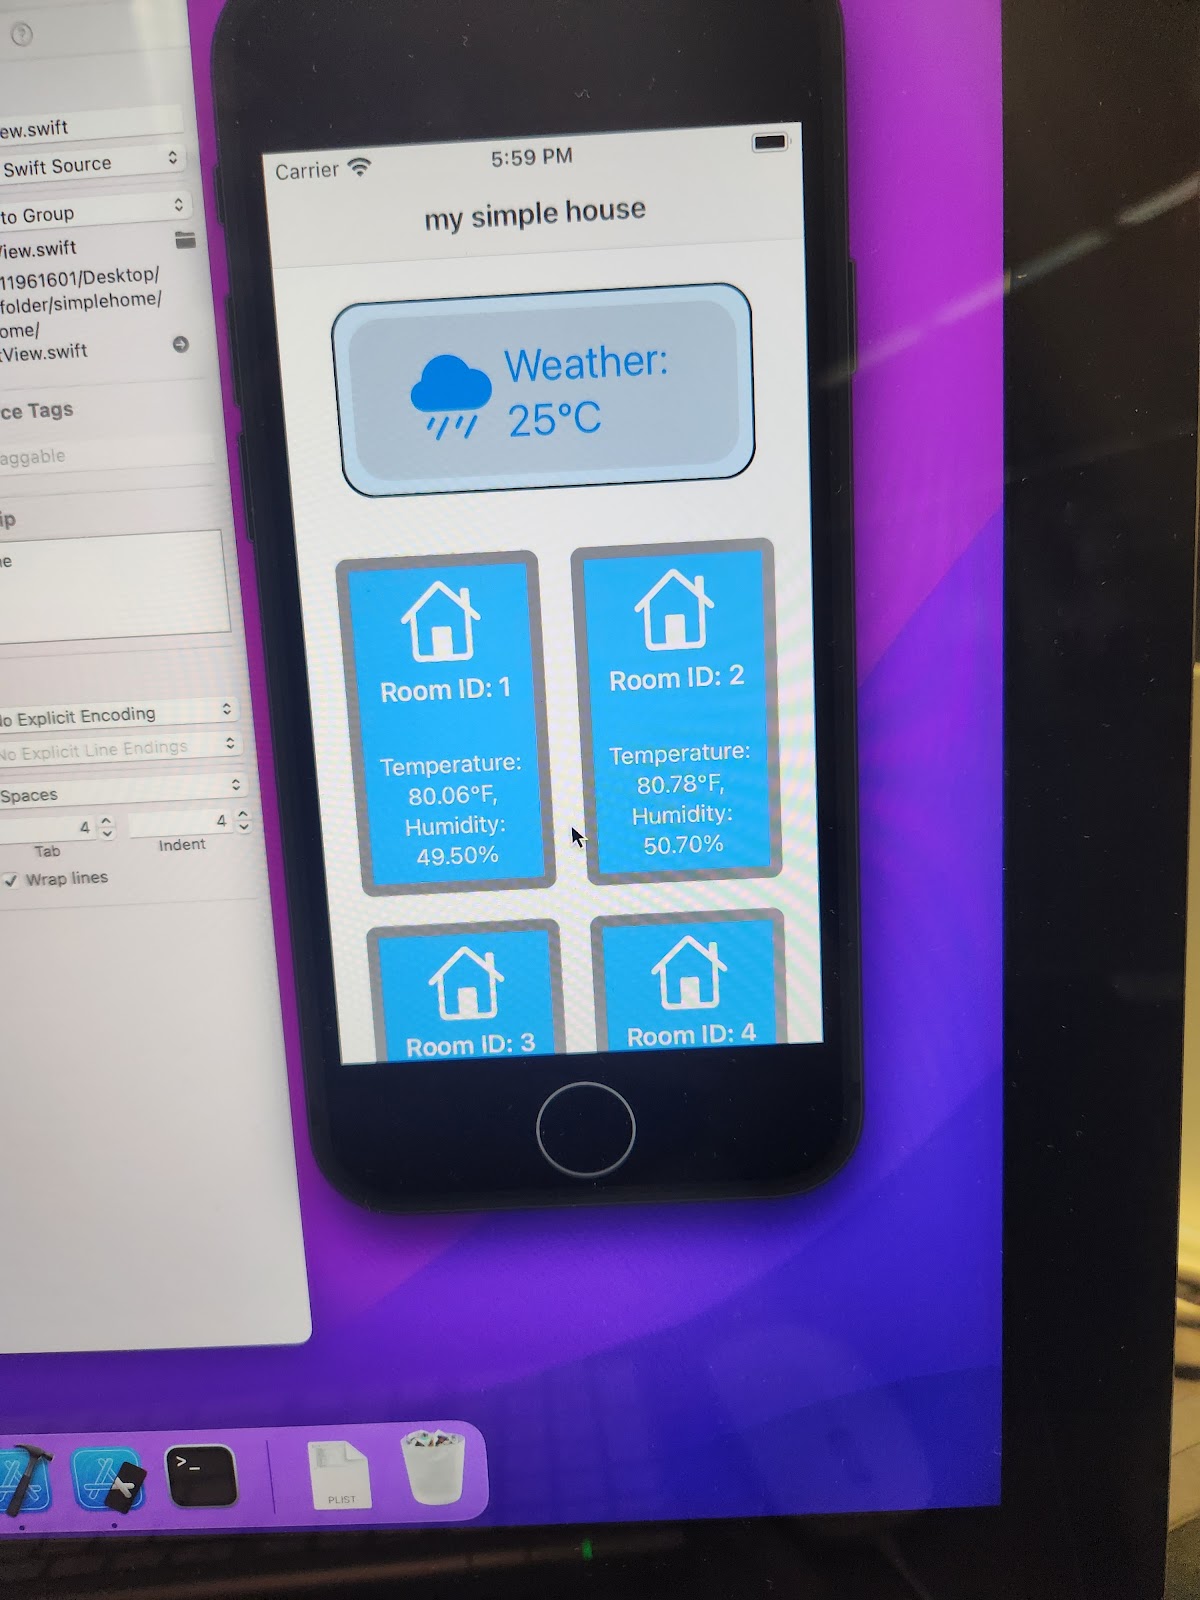 ew.swift
Swift Source
to Group
View.swift
11961601/Desktop/
folder/simplehome/
ome/
tView.swift
ce Tags
aggable
ip
ne
No Explicit Encoding
No Explicit Line Endings
Spaces
4
4
Tab
Indent
Wrap lines
Carrier
5:59 PM
my simple house
Weather:
25°C
Room ID: 1
Temperature:
80.06°F,
Humidity:
49.50%
Room ID: 2
Temperature:
80.78°F,
Humidity:
50.70%
Room ID: 3
Room ID: 4
>_
PLIST